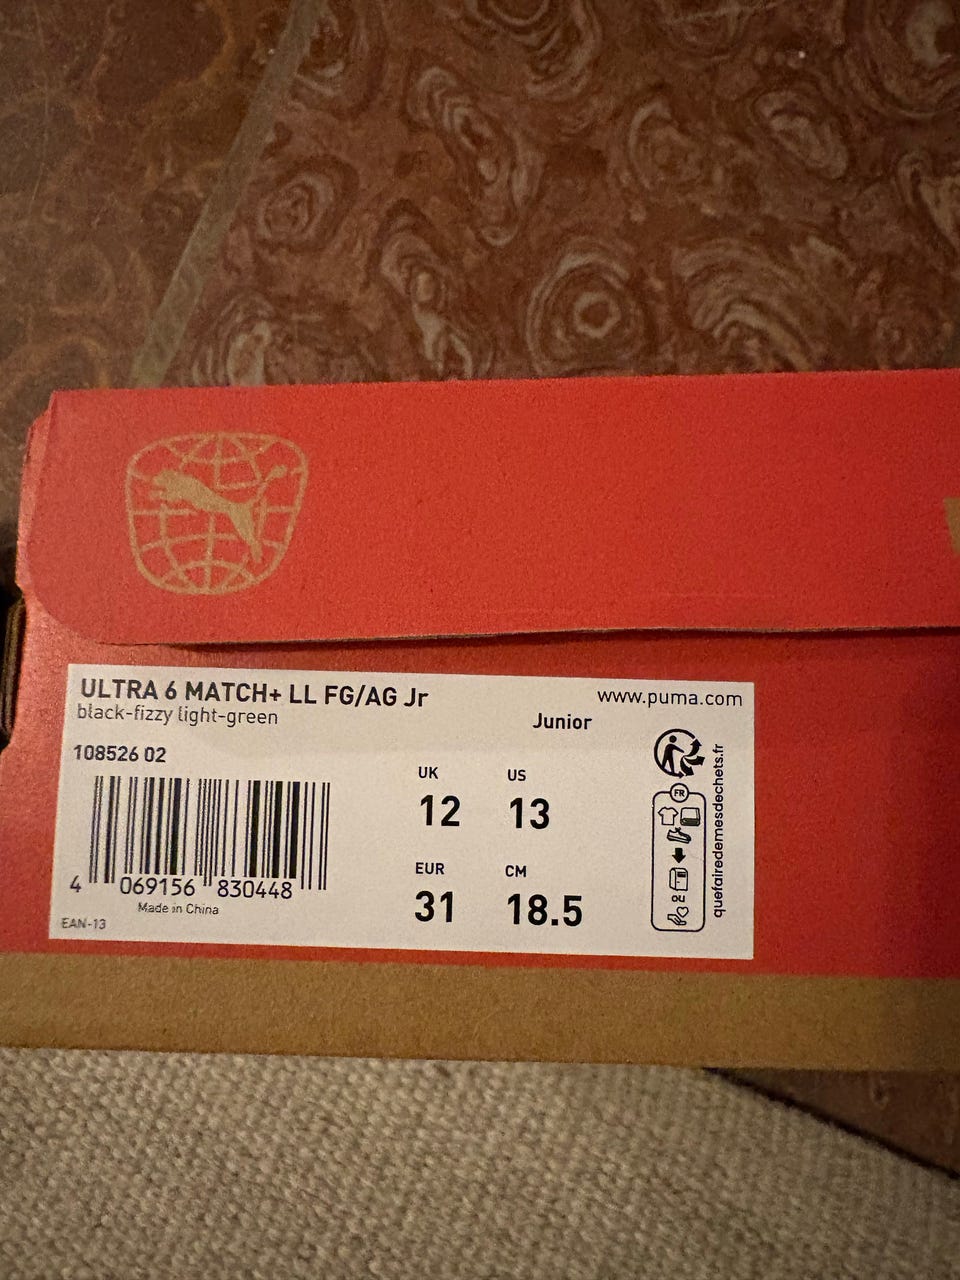 ULTRA 6 MATCH+ LL FG/AG Jr
black-fizzy light-green
www.puma.com
Junior
108526 02
UK
US
12
13
EUR
CM
31
18.5
4 069156 830448
Made in China
EAN-13
FR
OU
quefairedemesdechets.fr